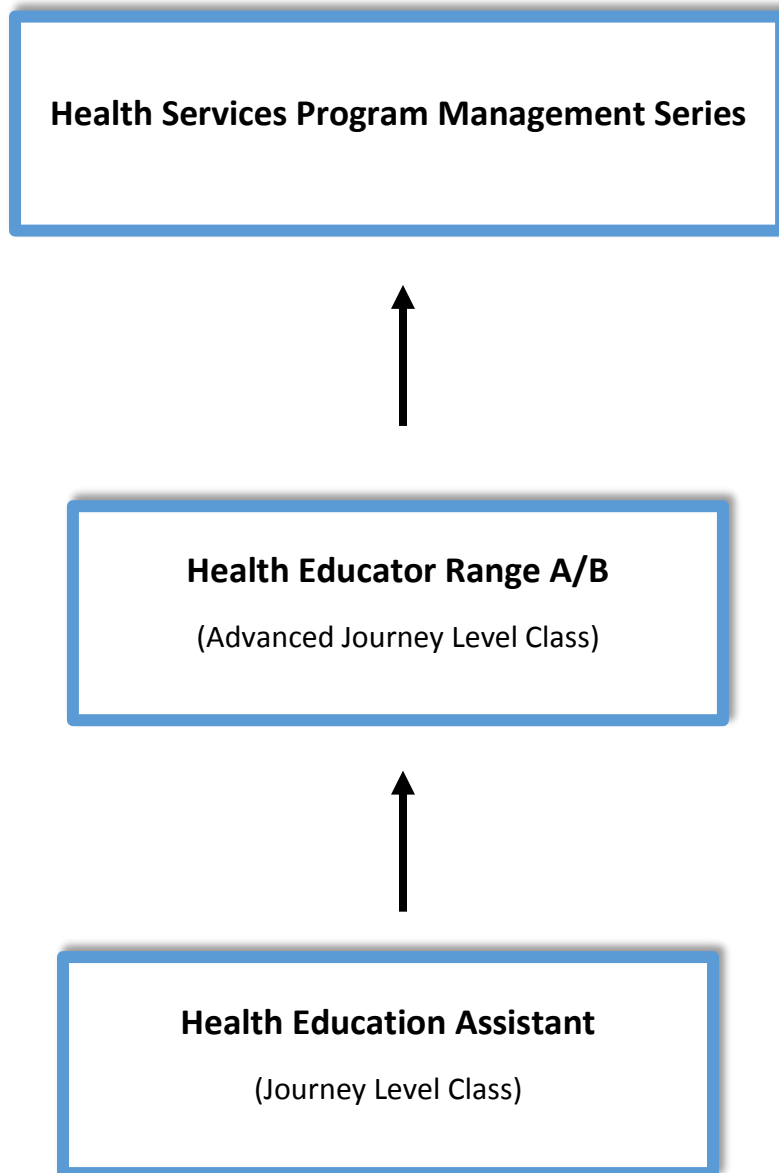 Health Services Program Management Series
Health Educator Range A/B
(Advanced Journey Level Class)
Health Education Assistant
(Journey Level Class)